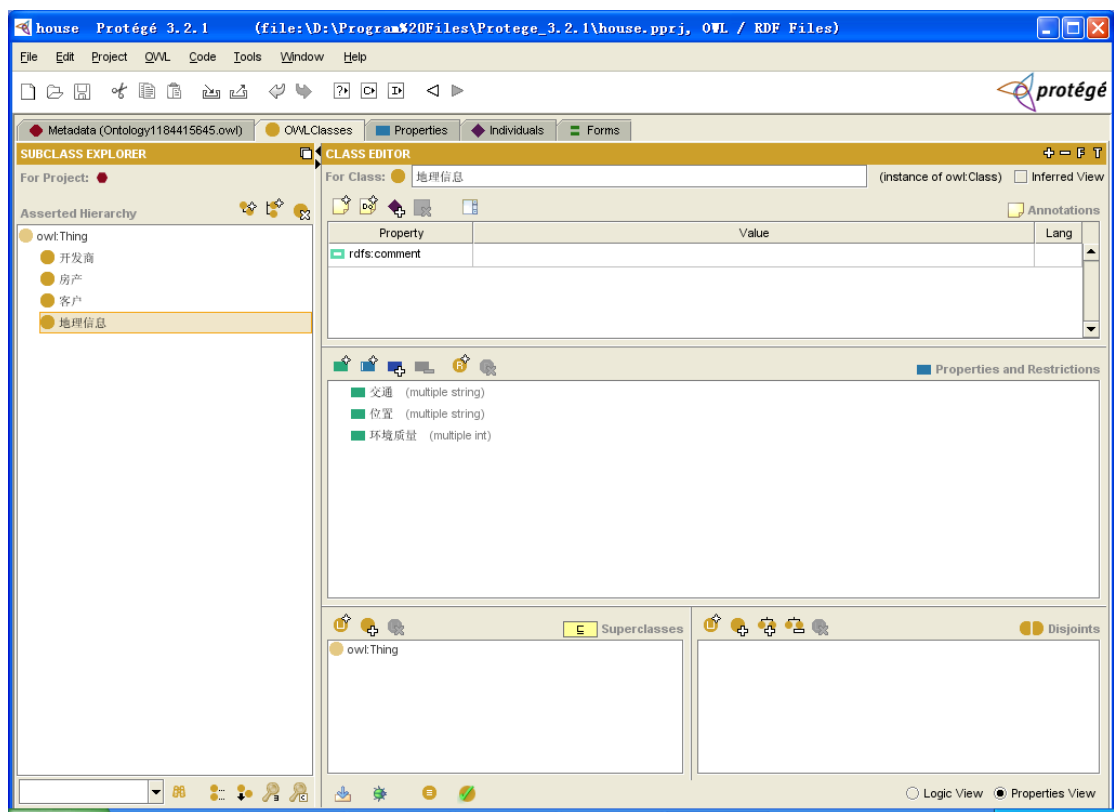 house Protégé 3.2.1 (file:\D:\Program%20Files\Protege_3.2.1\house.pprj, OWL / RDF Files)
File Edit Project OWL Code Tools Window Help
protégé
Metadata (Ontology1184415645.owl) OWLClasses Properties Individuals Forms
SUBCLASS EXPLORER
For Project:
Asserted Hierarchy
owl:Thing
开发商
房产
客户
地理信息
CLASS EDITOR
For Class: 地理信息 (instance of owl:Class) Inferred View
Annotations
Property Value Lang
rdfs:comment
Properties and Restrictions
交通 (multiple string)
位置 (multiple string)
环境质量 (multiple int)
Superclasses
owl:Thing
Disjoints
Logic View Properties View